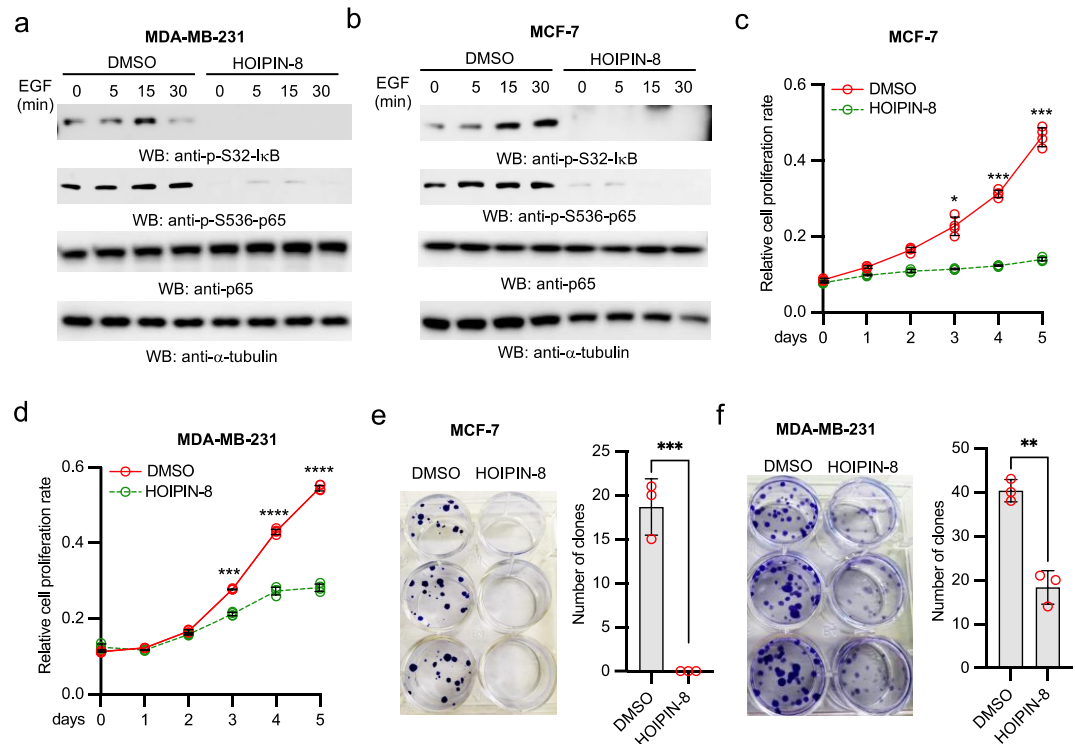 a
MDA-MB-231
DMSO HOIPIN-8
EGF (min)
0 5 15 30 0 5 15 30
WB: anti-p-S32-IκB
WB: anti-p-S536-p65
WB: anti-p65
WB: anti-α-tubulin
b
MCF-7
DMSO HOIPIN-8
EGF (min)
0 5 15 30 0 5 15 30
WB: anti-p-S32-IκB
WB: anti-p-S536-p65
WB: anti-p65
WB: anti-α-tubulin
c
MCF-7
DMSO
HOIPIN-8
Relative cell proliferation rate
0.6
0.4
0.2
0.0
* *** ***
days 0 1 2 3 4 5
d
MDA-MB-231
DMSO
HOIPIN-8
Relative cell proliferation rate
0.6
0.4
0.2
0.0
*** **** ****
days 0 1 2 3 4 5
e
MCF-7
DMSO HOIPIN-8
Number of clones
25
20
15
10
5
0
***
DMSO
HOIPIN-8
f
MDA-MB-231
DMSO HOIPIN-8
Number of clones
50
40
30
20
10
0
**
DMSO
HOIPIN-8